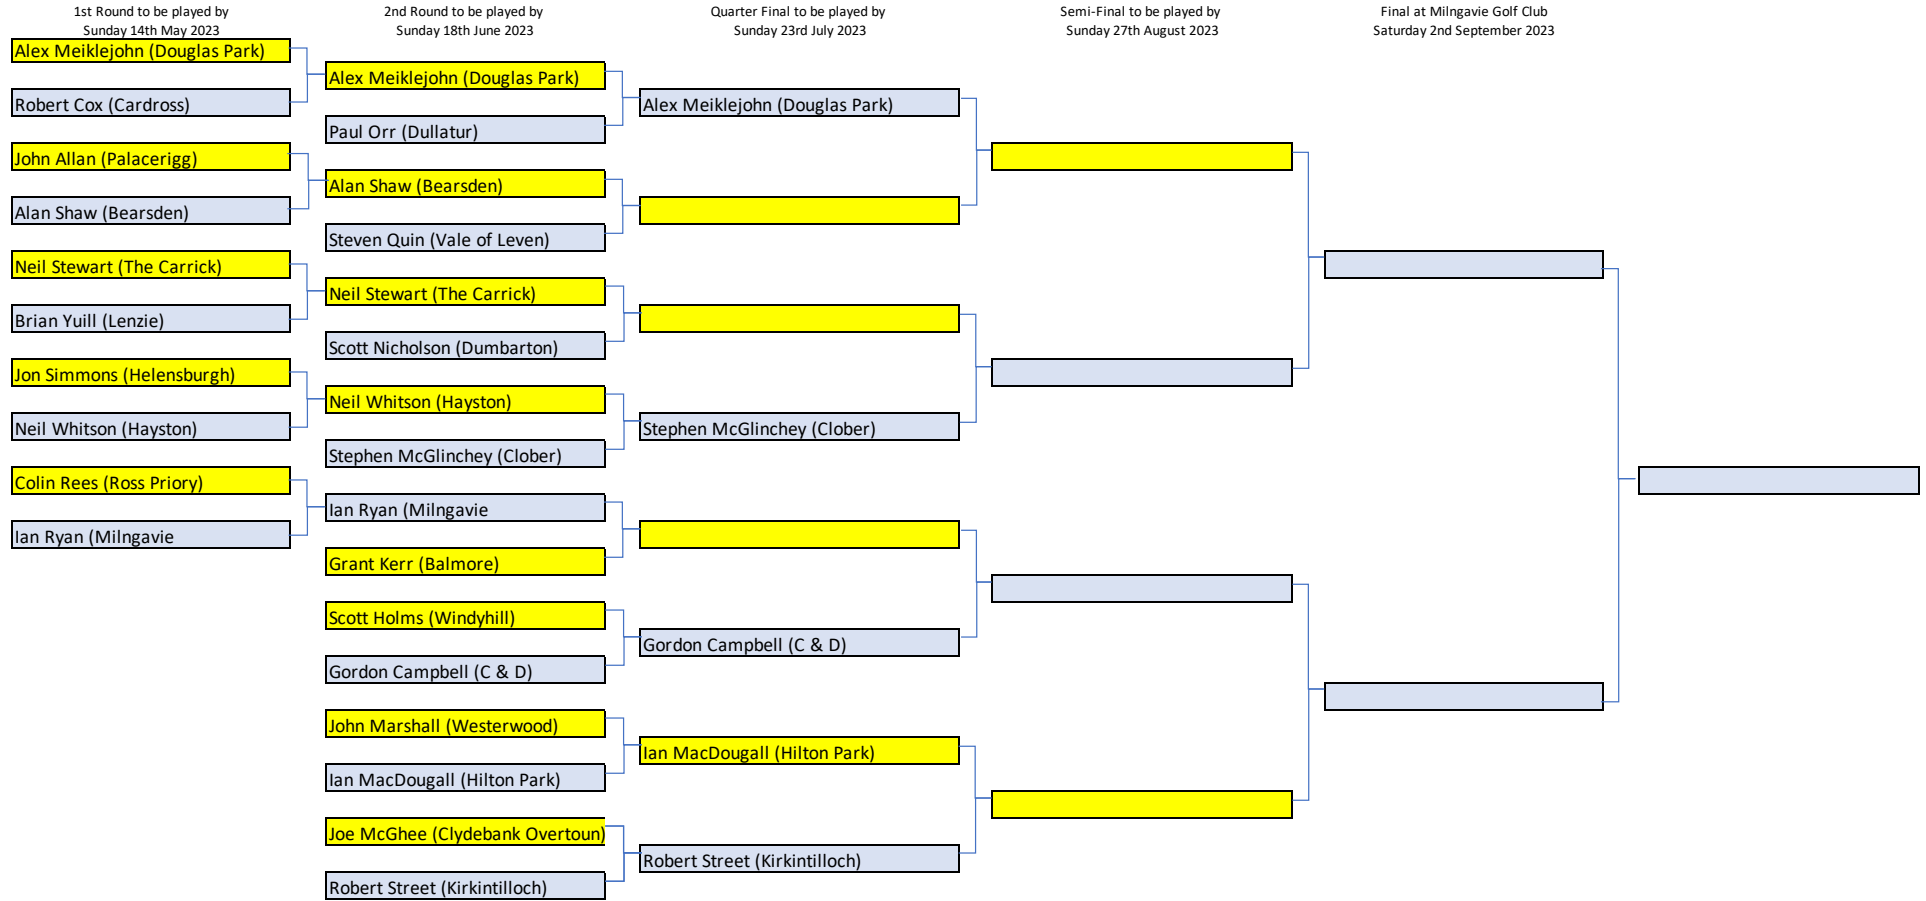 1st Round to be played by
Sunday 14th May 2023
2nd Round to be played by
Sunday 18th June 2023
Quarter Final to be played by
Sunday 23rd July 2023
Semi-Final to be played by
Sunday 27th August 2023
Final at Milngavie Golf Club
Saturday 2nd September 2023
Alex Meiklejohn (Douglas Park)
Robert Cox (Cardross)
John Allan (Palacerigg)
Alan Shaw (Bearsden)
Neil Stewart (The Carrick)
Brian Yuill (Lenzie)
Jon Simmons (Helensburgh)
Neil Whitson (Hayston)
Colin Rees (Ross Priory)
Ian Ryan (Milngavie
Alex Meiklejohn (Douglas Park)
Paul Orr (Dullatur)
Alan Shaw (Bearsden)
Steven Quin (Vale of Leven)
Neil Stewart (The Carrick)
Scott Nicholson (Dumbarton)
Neil Whitson (Hayston)
Stephen McGlinchey (Clober)
Ian Ryan (Milngavie
Grant Kerr (Balmore)
Scott Holms (Windyhill)
Gordon Campbell (C & D)
John Marshall (Westerwood)
Ian MacDougall (Hilton Park)
Joe McGhee (Clydebank Overtoun)
Robert Street (Kirkintilloch)
Alex Meiklejohn (Douglas Park)
Stephen McGlinchey (Clober)
Gordon Campbell (C & D)
Ian MacDougall (Hilton Park)
Robert Street (Kirkintilloch)